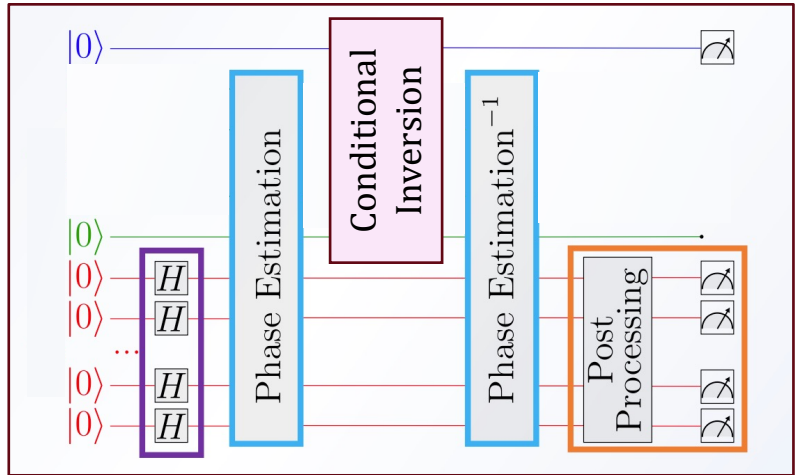 |0⟩
Conditional
Inversion
Phase Estimation
Phase Estimation⁻¹
|0⟩
|0⟩ H
|0⟩ H
...
|0⟩ H
|0⟩ H
Post
Processing